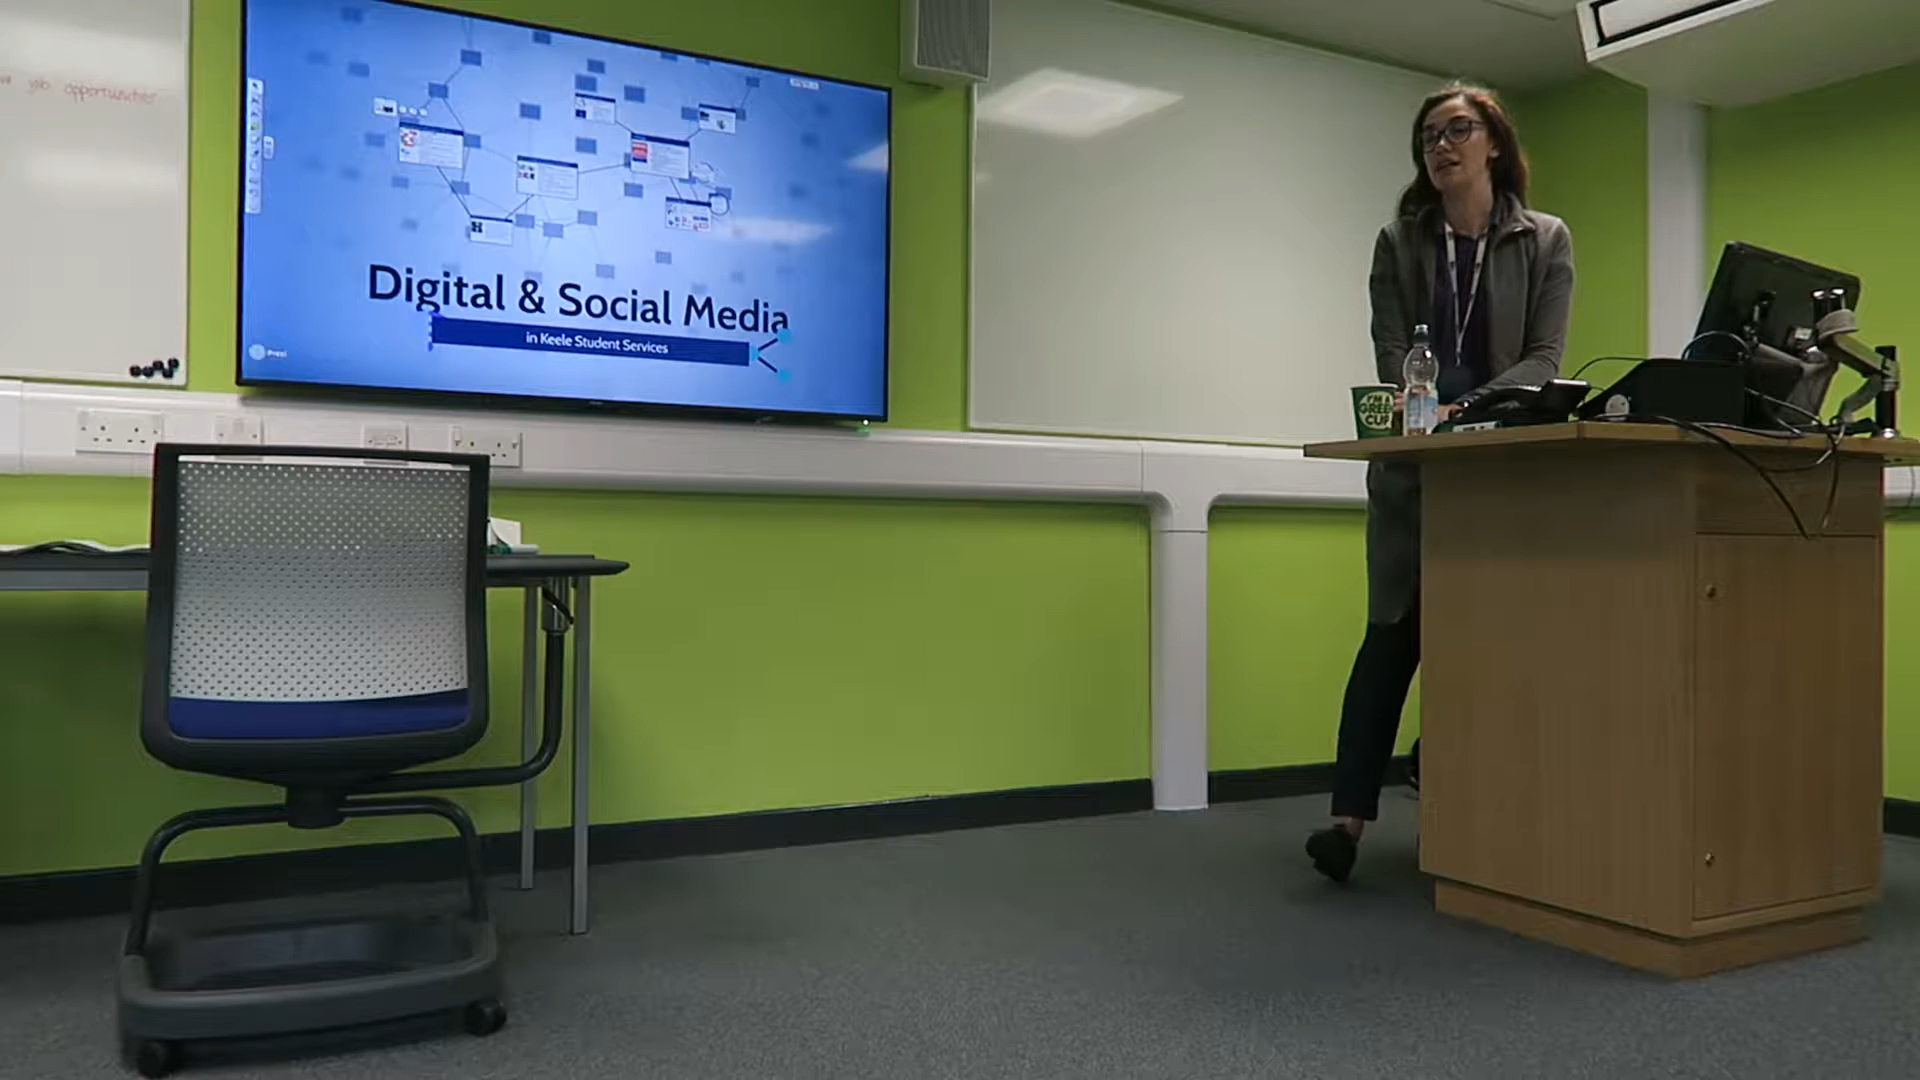 job opportunities
Digital & Social Media
in Keele Student Services
Prezi
I'M A
GREEN
CUP